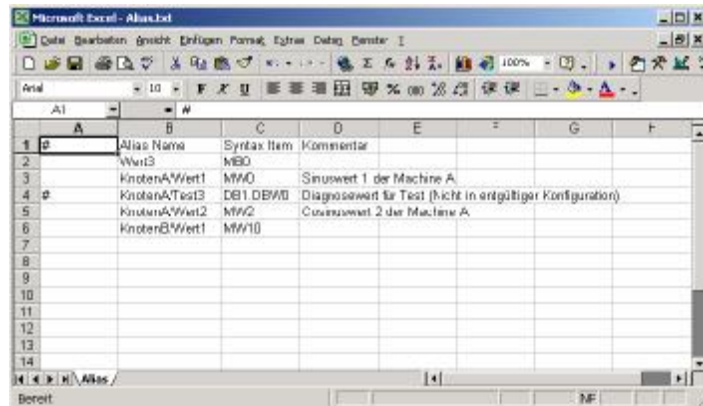 Microsoft Excel - Alias.txt
Datei Bearbeiten Ansicht Einfügen Format Extras Daten Fenster ?
100%
Arial 10 F K U % 000
A1 #
A B C D E F G H
1 # Alias Name Syntax Item Kommentar
2 Wert3 MB0
3 KnotenA/Wert1 MW0 Sinuswert 1 der Machine A
4 # KnotenA/Test3 DB1.DBW0 Diagnosewert für Test (Nicht in entgültiger Konfiguration)
5 KnotenA/Wert2 MW2 Cosinuswert 2 der Machine A
6 KnotenB/Wert1 MW10
7
8
9
10
11
12
13
14
Alias
Bereit NF